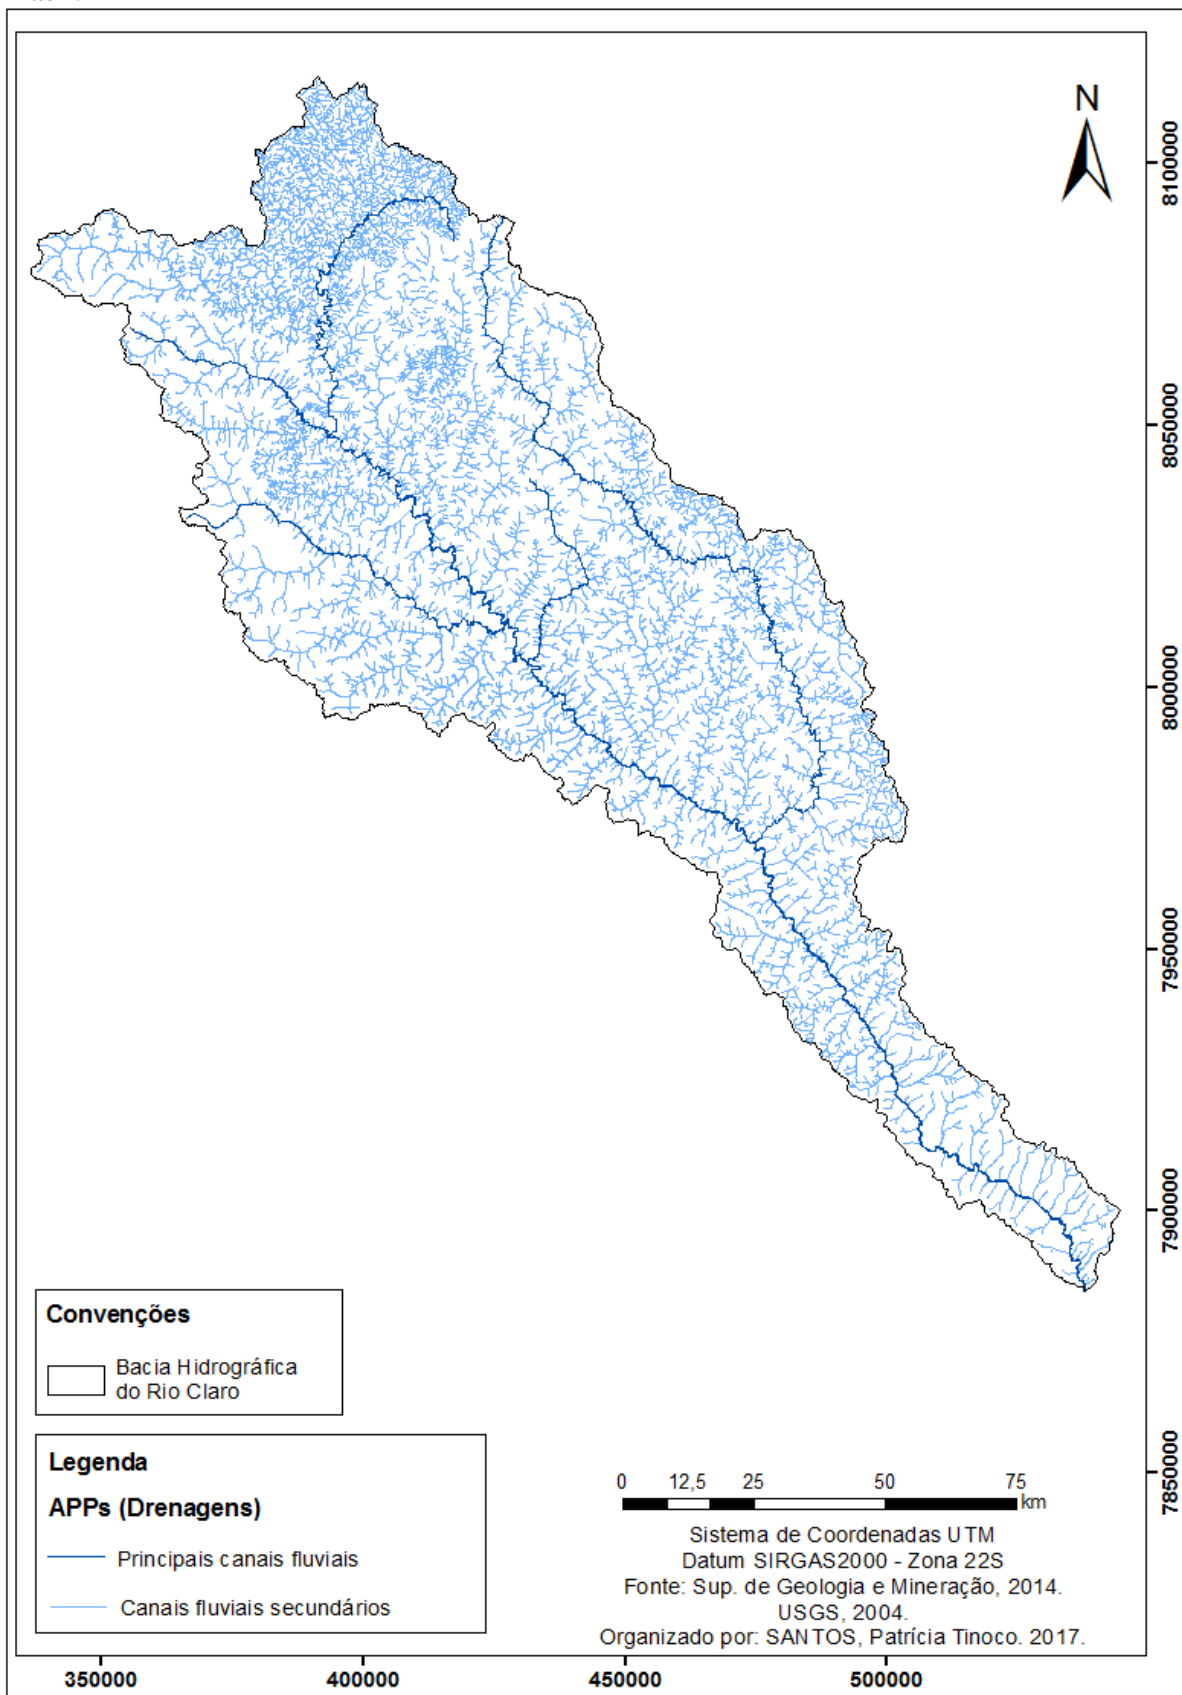 N
8100000
8050000
8000000
7950000
7900000
7850000
Convenções
Bacia Hidrográfica
do Rio Claro
Legenda
APPs (Drenagens)
Principais canais fluviais
Canais fluviais secundários
0 12,5 25 50 75
km
Sistema de Coordenadas UTM
Datum SIRGAS2000 - Zona 22S
Fonte: Sup. de Geologia e Mineração, 2014.
USGS, 2004.
Organizado por: SANTOS, Patrícia Tinoco. 2017.
350000 400000 450000 500000